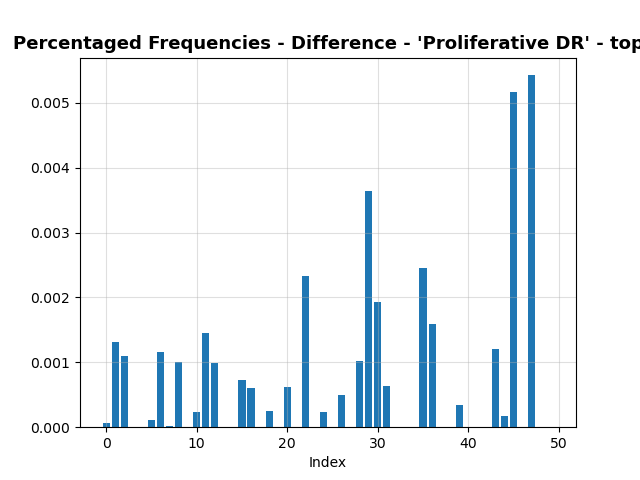 Percentaged Frequencies - Difference - 'Proliferative DR' - top
0.005
0.004
0.003
0.002
0.001
0.000
0 10 20 30 40 50
Index